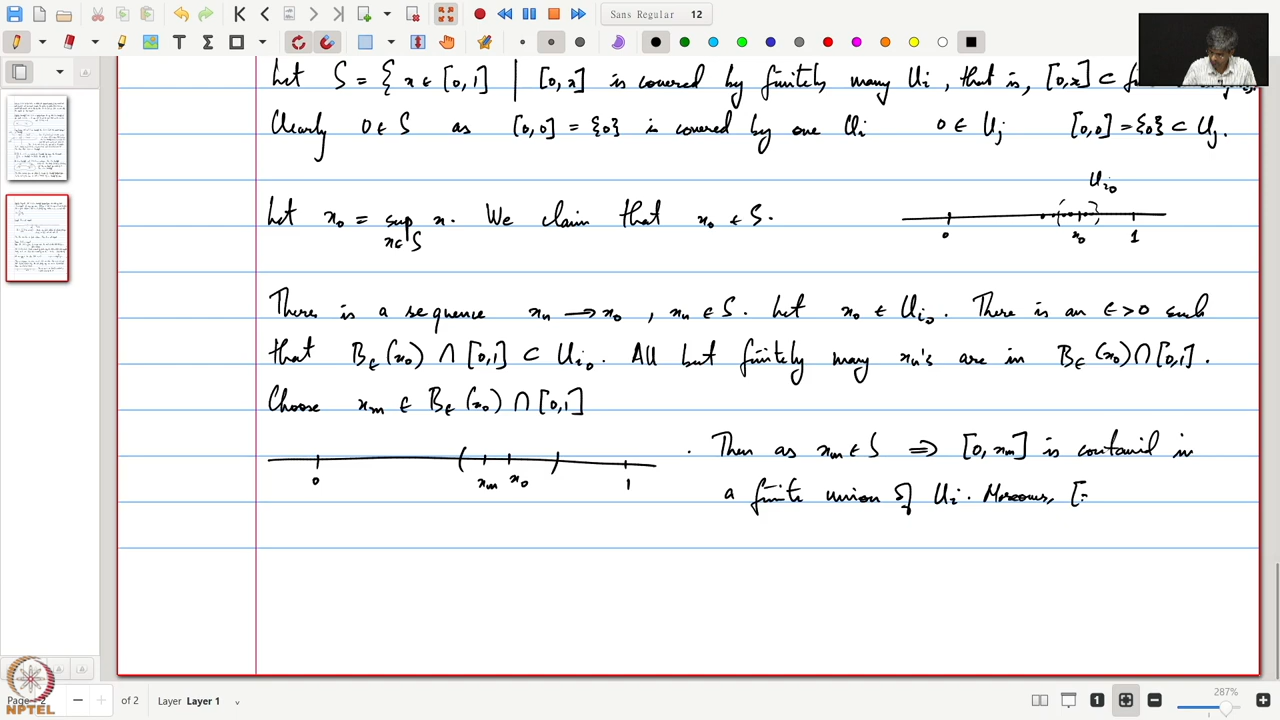 Sans Regular 12
Let S = { x ∈ [0,1] | [0,x] is covered by finitely many Ui, that is, [0,x] ⊂
Clearly 0 ∈ S as [0,0] = {0} is covered by one Ui 0 ∈ Uj [0,0] = {0} ⊂ Uj.
Ui0
Let x0 = sup x. We claim that x0 ∈ S.
x∈S
0 x0 1
There is a sequence xn → x0, xn ∈ S. Let x0 ∈ Ui0. There is an ϵ>0 such
that Bϵ(x0) ∩ [0,1] ⊂ Ui0. All but finitely many xn's are in Bϵ(x0)∩[0,1].
Choose xm ∈ Bϵ(x0) ∩ [0,1]
. Then as xm ∈ S ⟹ [0,xm] is contained in
0 xm x0 1
a finite union of Ui. Moreover, [
NPTEL
Page 2 of 2 Layer Layer 1
287%